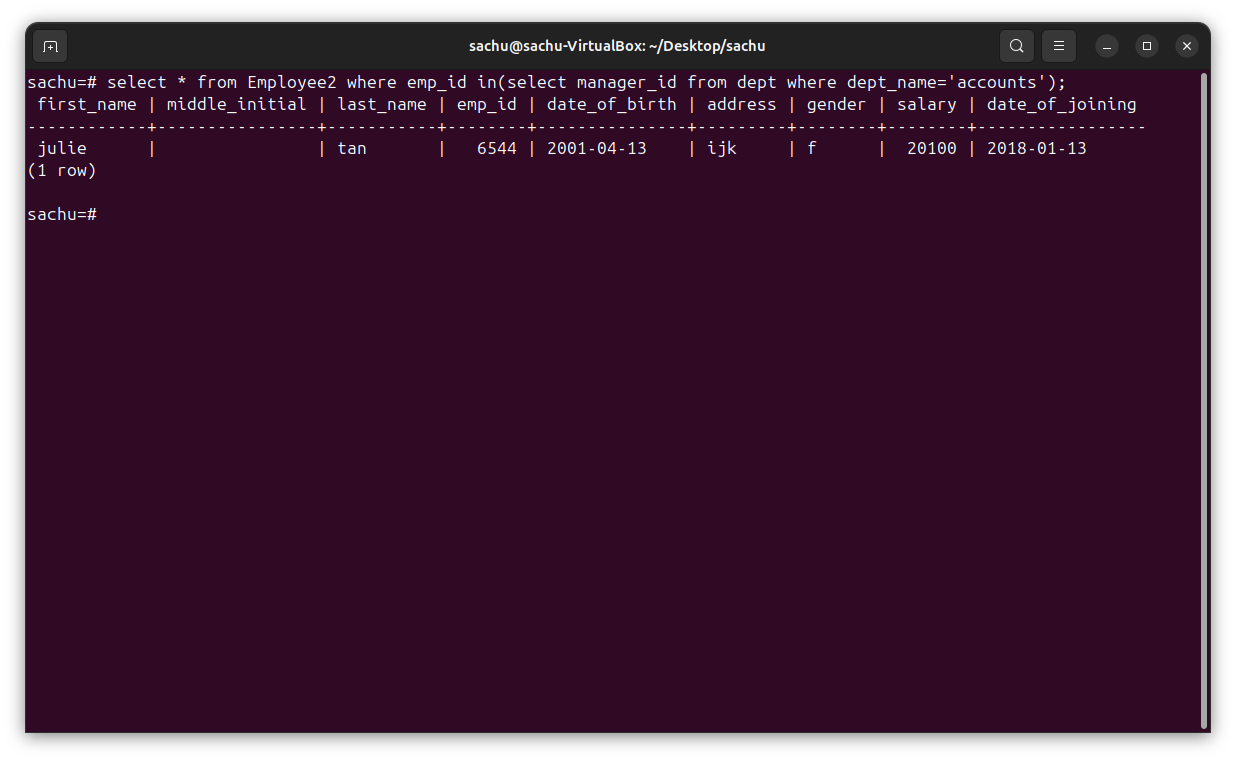 sachu@sachu-VirtualBox: ~/Desktop/sachu
sachu=# select * from Employee2 where emp_id in(select manager_id from dept where dept_name='accounts');
 first_name | middle_initial | last_name | emp_id | date_of_birth | address | gender | salary | date_of_joining
------------+----------------+-----------+--------+---------------+---------+--------+--------+-----------------
 julie      |                | tan       |   6544 | 2001-04-13    | ijk     | f      |  20100 | 2018-01-13
(1 row)
sachu=#